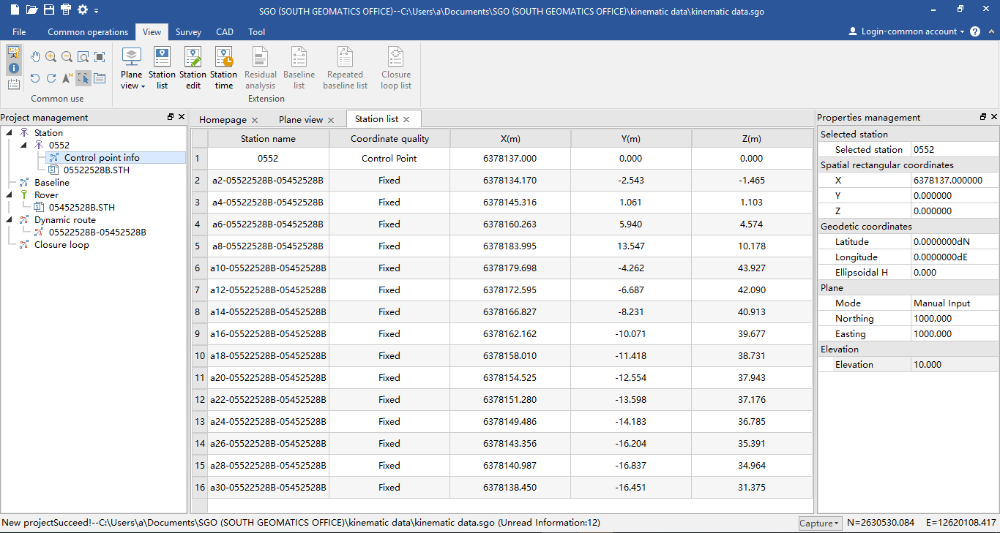 SGO (SOUTH GEOMATICS OFFICE)--C:\Users\a\Documents\SGO (SOUTH GEOMATICS OFFICE)\kinematic data\kinematic data.sgo
File Common operations View Survey CAD Tool Login-common account
Plane view Station list Station edit Station time Residual analysis Baseline list Repeated baseline list Closure loop list
Common use Extension
Project management
Station
0552
Control point info
05522528B.STH
Baseline
Rover
05452528B.STH
Dynamic route
05522528B-05452528B
Closure loop
Homepage Plane view Station list
Station name Coordinate quality X(m) Y(m) Z(m)
1 0552 Control Point 6378137.000 0.000 0.000
2 a2-05522528B-05452528B Fixed 6378134.170 -2.543 -1.465
3 a4-05522528B-05452528B Fixed 6378145.316 1.061 1.103
4 a6-05522528B-05452528B Fixed 6378160.263 5.940 4.574
5 a8-05522528B-05452528B Fixed 6378183.995 13.547 10.178
6 a10-05522528B-05452528B Fixed 6378179.698 -4.262 43.927
7 a12-05522528B-05452528B Fixed 6378172.595 -6.687 42.090
8 a14-05522528B-05452528B Fixed 6378166.827 -8.231 40.913
9 a16-05522528B-05452528B Fixed 6378162.162 -10.071 39.677
10 a18-05522528B-05452528B Fixed 6378158.010 -11.418 38.731
11 a20-05522528B-05452528B Fixed 6378154.525 -12.554 37.943
12 a22-05522528B-05452528B Fixed 6378151.280 -13.598 37.176
13 a24-05522528B-05452528B Fixed 6378149.486 -14.183 36.785
14 a26-05522528B-05452528B Fixed 6378143.356 -16.204 35.391
15 a28-05522528B-05452528B Fixed 6378140.987 -16.837 34.964
16 a30-05522528B-05452528B Fixed 6378138.450 -16.451 31.375
Properties management
Selected station
Selected station 0552
Spatial rectangular coordinates
X 6378137.000000
Y 0.000000
Z 0.000000
Geodetic coordinates
Latitude 0.0000000dN
Longitude 0.0000000dE
Ellipsoidal H 0.000
Plane
Mode Manual Input
Northing 1000.000
Easting 1000.000
Elevation
Elevation 10.000
New projectSucceed!--C:\Users\a\Documents\SGO (SOUTH GEOMATICS OFFICE)\kinematic data\kinematic data.sgo (Unread Information:12) Capture N=2630530.084 E=12620108.417